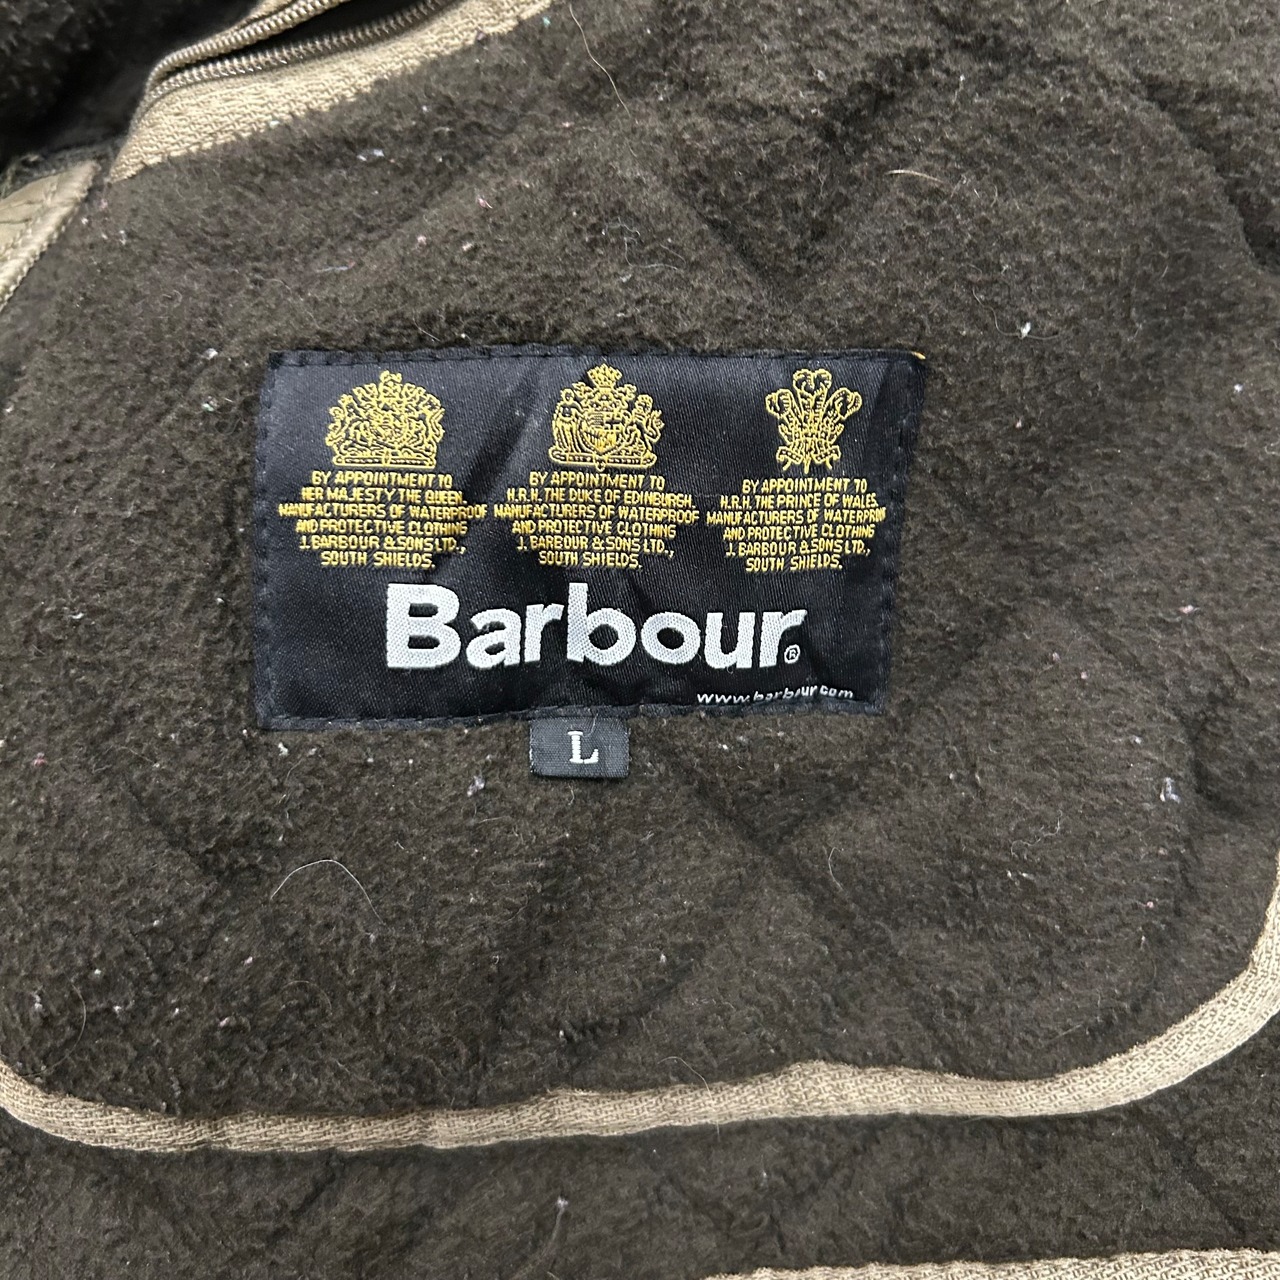 BY APPOINTMENT TO
HER MAJESTY THE QUEEN.
MANUFACTURERS OF WATERPROOF
AND PROTECTIVE CLOTHING
J. BARBOUR & SONS LTD.,
SOUTH SHIELDS.
BY APPOINTMENT TO
H.R.H. THE DUKE OF EDINBURGH.
MANUFACTURERS OF WATERPROOF
AND PROTECTIVE CLOTHING
J. BARBOUR & SONS LTD.,
SOUTH SHIELDS.
BY APPOINTMENT TO
H.R.H. THE PRINCE OF WALES.
MANUFACTURERS OF WATERPROOF
AND PROTECTIVE CLOTHING
J. BARBOUR & SONS LTD.,
SOUTH SHIELDS.
Barbour®
www.barbour.com
L